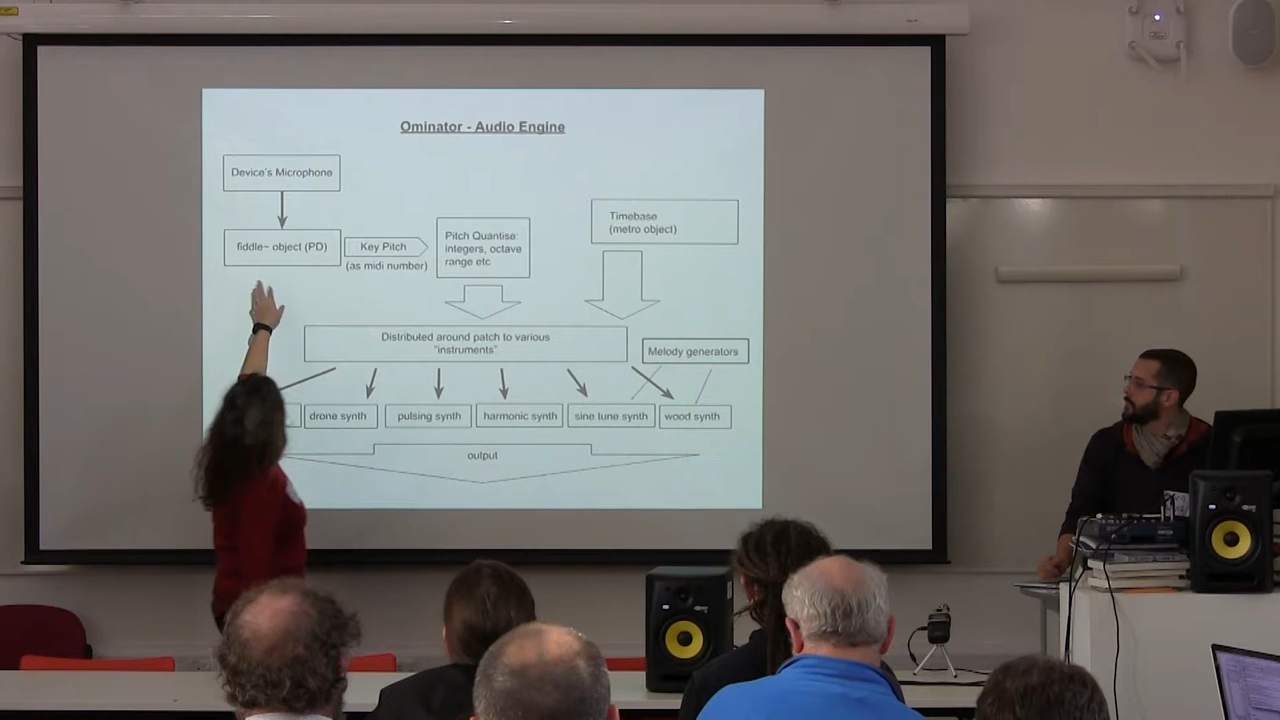 Ominator - Audio Engine
Device's Microphone
fiddle~ object (PD)
Key Pitch
(as midi number)
Pitch Quantise:
integers, octave
range etc
Timebase
(metro object)
Distributed around patch to various
"instruments"
Melody generators
drone synth
pulsing synth
harmonic synth
sine tune synth
wood synth
output